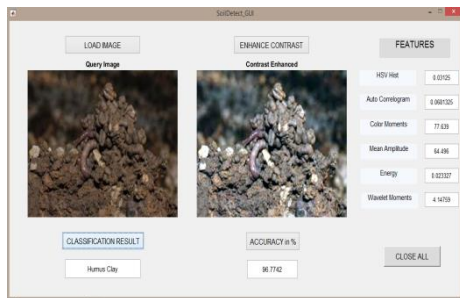 SoilDetect_GUI
LOAD IMAGE
ENHANCE CONTRAST
FEATURES
Query Image
Contrast Enhanced
HSV Hist
0.03125
Auto Correlogram
0.0601325
Color Moments
77.639
Mean Amplitude
64.496
Energy
0.023327
Wavelet Moments
4.14759
CLASSIFICATION RESULT
ACCURACY in %
Humus Clay
96.7742
CLOSE ALL